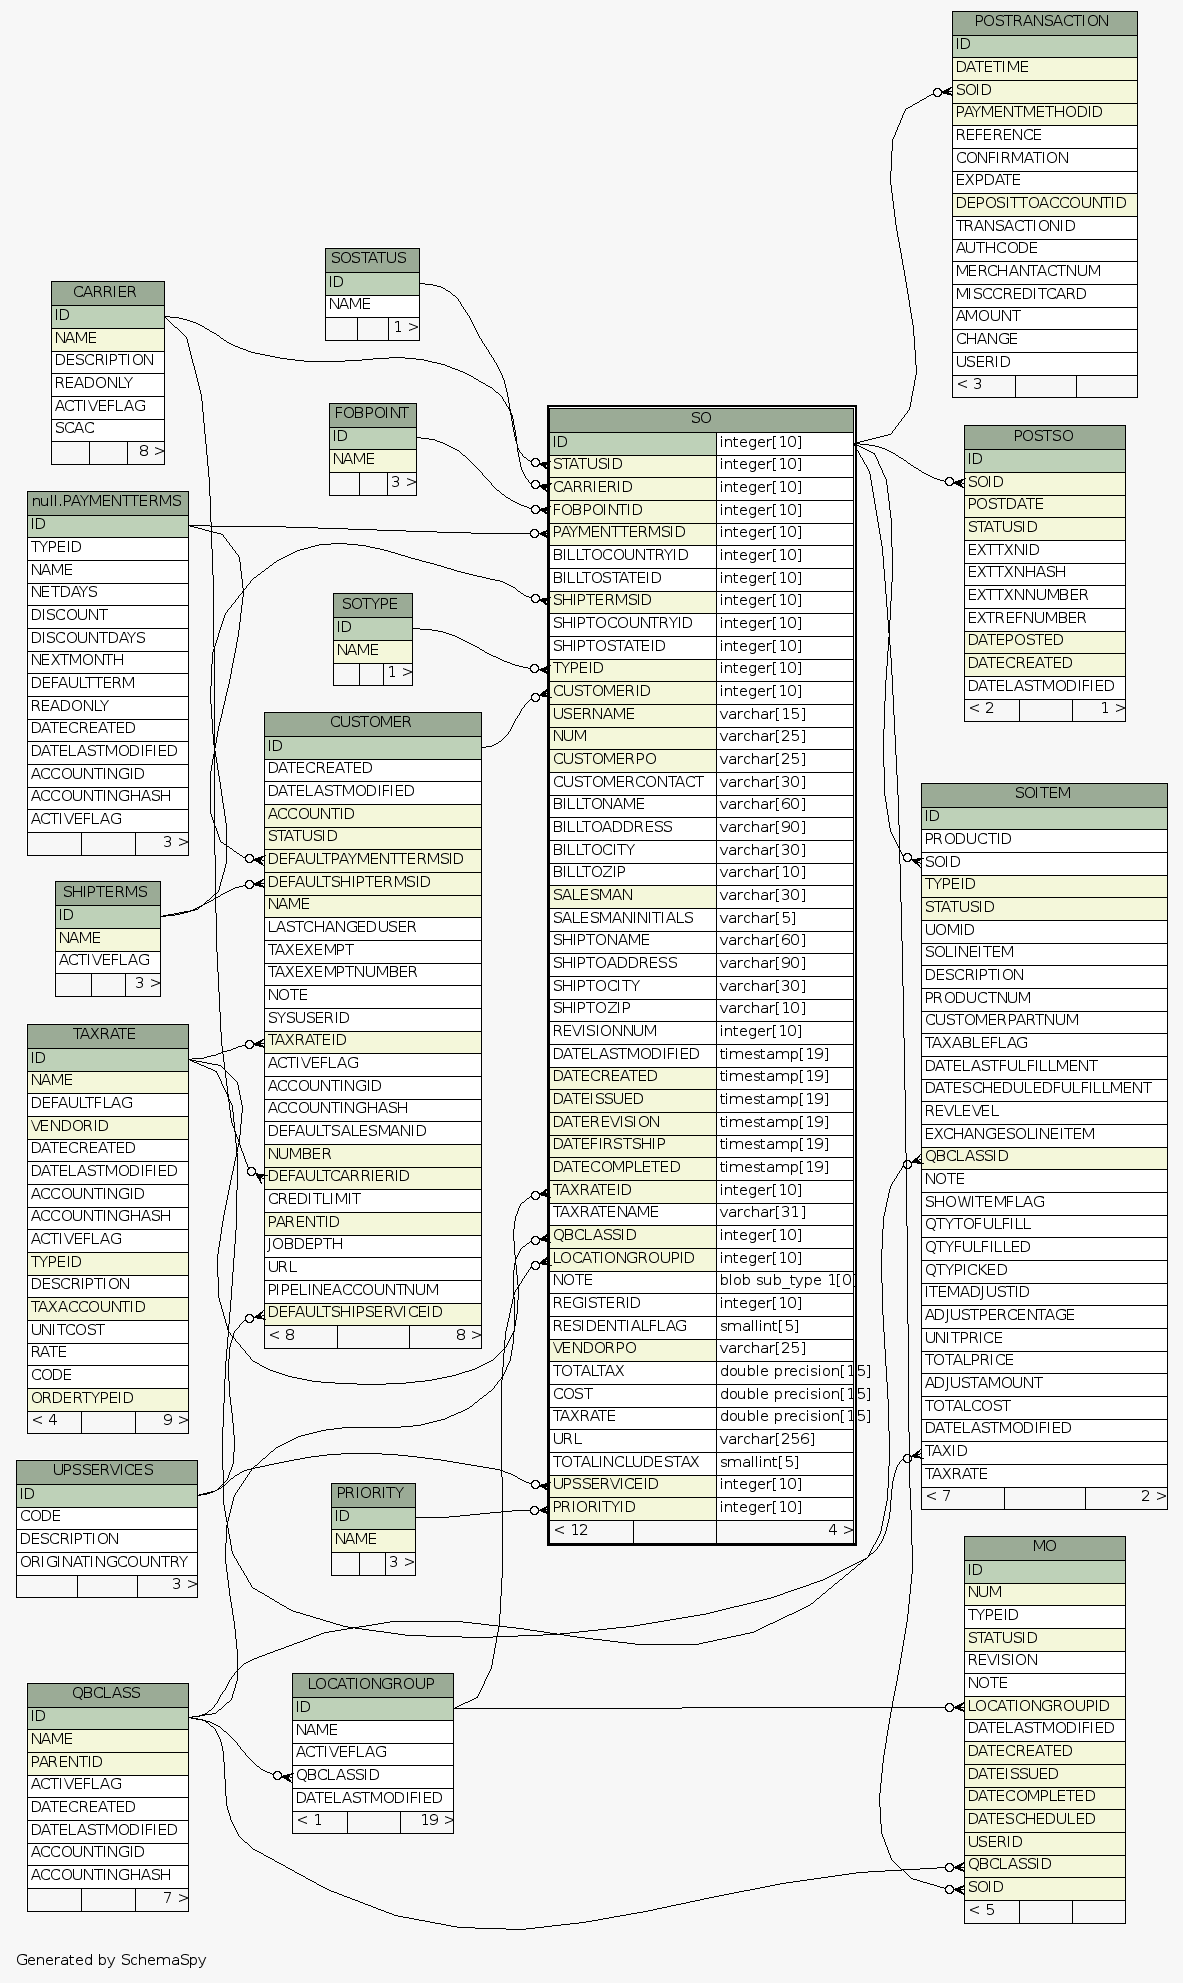 POSTRANSACTION
ID
DATETIME
SOID
PAYMENTMETHODID
REFERENCE
CONFIRMATION
EXPDATE
DEPOSITTOACCOUNTID
TRANSACTIONID
AUTHCODE
MERCHANTACTNUM
MISCCREDITCARD
AMOUNT
CHANGE
USERID
< 3
SOSTATUS
ID
NAME
1 >
CARRIER
ID
NAME
DESCRIPTION
READONLY
ACTIVEFLAG
SCAC
8 >
FOBPOINT
ID
NAME
3 >
null.PAYMENTTERMS
ID
TYPEID
NAME
NETDAYS
DISCOUNT
DISCOUNTDAYS
NEXTMONTH
DEFAULTTERM
READONLY
DATECREATED
DATELASTMODIFIED
ACCOUNTINGID
ACCOUNTINGHASH
ACTIVEFLAG
3 >
SOTYPE
ID
NAME
1 >
SO
ID integer[10]
STATUSID integer[10]
CARRIERID integer[10]
FOBPOINTID integer[10]
PAYMENTTERMSID integer[10]
BILLTOCOUNTRYID integer[10]
BILLTOSTATEID integer[10]
SHIPTERMSID integer[10]
SHIPTOCOUNTRYID integer[10]
SHIPTOSTATEID integer[10]
TYPEID integer[10]
CUSTOMERID integer[10]
USERNAME varchar[15]
NUM varchar[25]
CUSTOMERPO varchar[25]
CUSTOMERCONTACT varchar[30]
BILLTONAME varchar[60]
BILLTOADDRESS varchar[90]
BILLTOCITY varchar[30]
BILLTOZIP varchar[10]
SALESMAN varchar[30]
SALESMANINITIALS varchar[5]
SHIPTONAME varchar[60]
SHIPTOADDRESS varchar[90]
SHIPTOCITY varchar[30]
SHIPTOZIP varchar[10]
REVISIONNUM integer[10]
DATELASTMODIFIED timestamp[19]
DATECREATED timestamp[19]
DATEISSUED timestamp[19]
DATEREVISION timestamp[19]
DATEFIRSTSHIP timestamp[19]
DATECOMPLETED timestamp[19]
TAXRATEID integer[10]
TAXRATENAME varchar[31]
QBCLASSID integer[10]
LOCATIONGROUPID integer[10]
NOTE blob sub_type 1[0]
REGISTERID integer[10]
RESIDENTIALFLAG smallint[5]
VENDORPO varchar[25]
TOTALTAX double precision[15]
COST double precision[15]
TAXRATE double precision[15]
URL varchar[256]
TOTALINCLUDESTAX smallint[5]
UPSSERVICEID integer[10]
PRIORITYID integer[10]
< 12 4 >
POSTSO
ID
SOID
POSTDATE
STATUSID
EXTTXNID
EXTTXNHASH
EXTTXNNUMBER
EXTREFNUMBER
DATEPOSTED
DATECREATED
DATELASTMODIFIED
< 2 1 >
CUSTOMER
ID
DATECREATED
DATELASTMODIFIED
ACCOUNTID
STATUSID
DEFAULTPAYMENTTERMSID
DEFAULTSHIPTERMSID
NAME
LASTCHANGEDUSER
TAXEXEMPT
TAXEXEMPTNUMBER
NOTE
SYSUSERID
TAXRATEID
ACTIVEFLAG
ACCOUNTINGID
ACCOUNTINGHASH
DEFAULTSALESMANID
NUMBER
DEFAULTCARRIERID
CREDITLIMIT
PARENTID
JOBDEPTH
URL
PIPELINEACCOUNTNUM
DEFAULTSHIPSERVICEID
< 8 8 >
SHIPTERMS
ID
NAME
ACTIVEFLAG
3 >
TAXRATE
ID
NAME
DEFAULTFLAG
VENDORID
DATECREATED
DATELASTMODIFIED
ACCOUNTINGID
ACCOUNTINGHASH
ACTIVEFLAG
TYPEID
DESCRIPTION
TAXACCOUNTID
UNITCOST
RATE
CODE
ORDERTYPEID
< 4 9 >
SOITEM
ID
PRODUCTID
SOID
TYPEID
STATUSID
UOMID
SOLINEITEM
DESCRIPTION
PRODUCTNUM
CUSTOMERPARTNUM
TAXABLEFLAG
DATELASTFULFILLMENT
DATESCHEDULEDFULFILLMENT
REVLEVEL
EXCHANGESOLINEITEM
QBCLASSID
NOTE
SHOWITEMFLAG
QTYTOFULFILL
QTYFULFILLED
QTYPICKED
ITEMADJUSTID
ADJUSTPERCENTAGE
UNITPRICE
TOTALPRICE
ADJUSTAMOUNT
TOTALCOST
DATELASTMODIFIED
TAXID
TAXRATE
< 7 2 >
UPSSERVICES
ID
CODE
DESCRIPTION
ORIGINATINGCOUNTRY
3 >
PRIORITY
ID
NAME
3 >
MO
ID
NUM
TYPEID
STATUSID
REVISION
NOTE
LOCATIONGROUPID
DATELASTMODIFIED
DATECREATED
DATEISSUED
DATECOMPLETED
DATESCHEDULED
USERID
QBCLASSID
SOID
< 5
LOCATIONGROUP
ID
NAME
ACTIVEFLAG
QBCLASSID
DATELASTMODIFIED
< 1 19 >
QBCLASS
ID
NAME
PARENTID
ACTIVEFLAG
DATECREATED
DATELASTMODIFIED
ACCOUNTINGID
ACCOUNTINGHASH
7 >
Generated by SchemaSpy